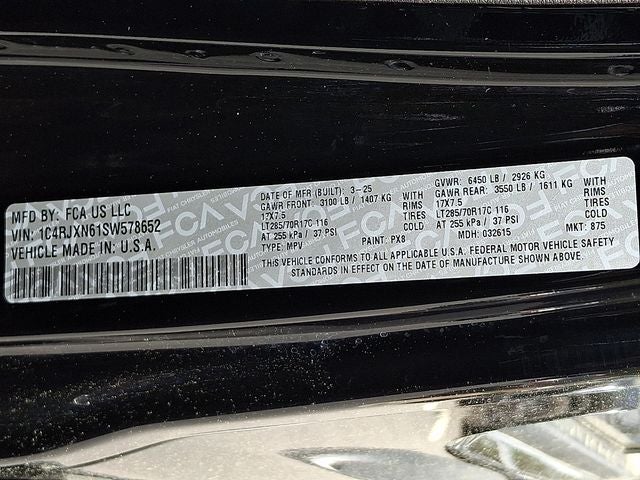 MFD BY: FCA US LLC
VIN: 1C4RJXN61SW578652
VEHICLE MADE IN U.S.A.
DATE OF MFR (BUILT): 3-25
GAWR FRONT: 3100 LB / 1407 KG WITH
17X7.5 RIMS
LT285/70R17C 116 TIRES
AT 255 kPa / 37 PSI COLD
TYPE: MPV PAINT: PX8
GVWR: 6450 LB / 2926 KG
GAWR REAR: 3550 LB / 1611 KG WITH
17X7.5 RIMS
LT285/70R17C 116 TIRES
AT 255 kPa / 37 PSI COLD
MDH: 032615 MKT: 875
THIS VEHICLE CONFORMS TO ALL APPLICABLE U.S.A. FEDERAL MOTOR VEHICLE SAFETY
STANDARDS IN EFFECT ON THE DATE OF MANUFACTURE SHOWN ABOVE.